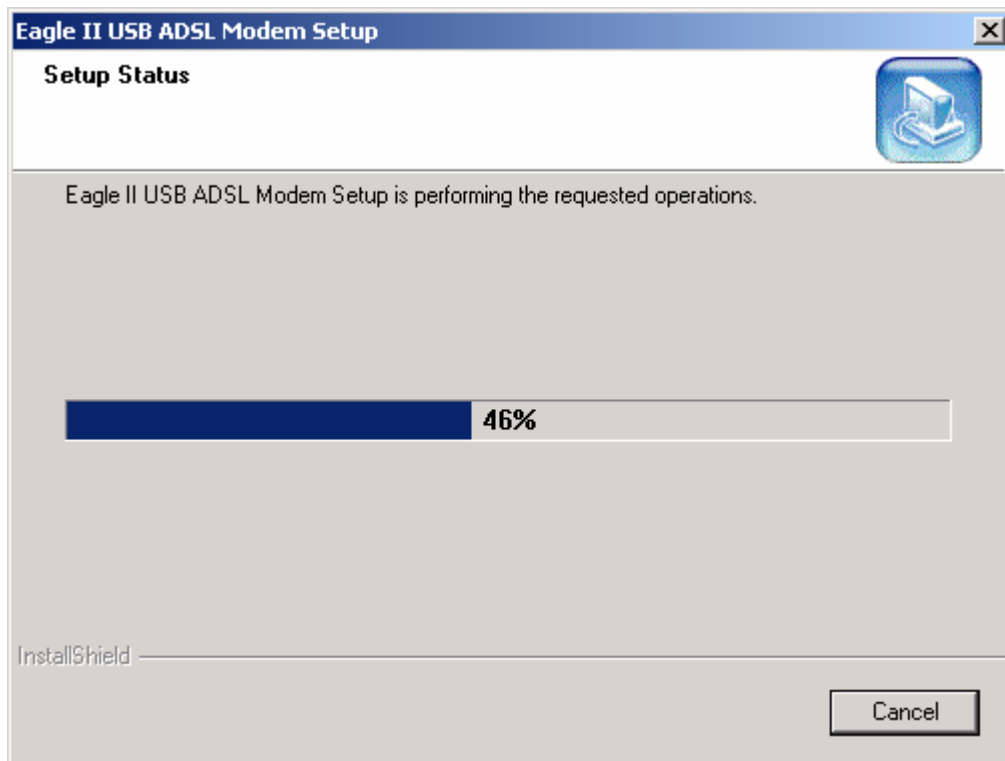 Eagle II USB ADSL Modem Setup
Setup Status
Eagle II USB ADSL Modem Setup is performing the requested operations.
46%
InstallShield
Cancel